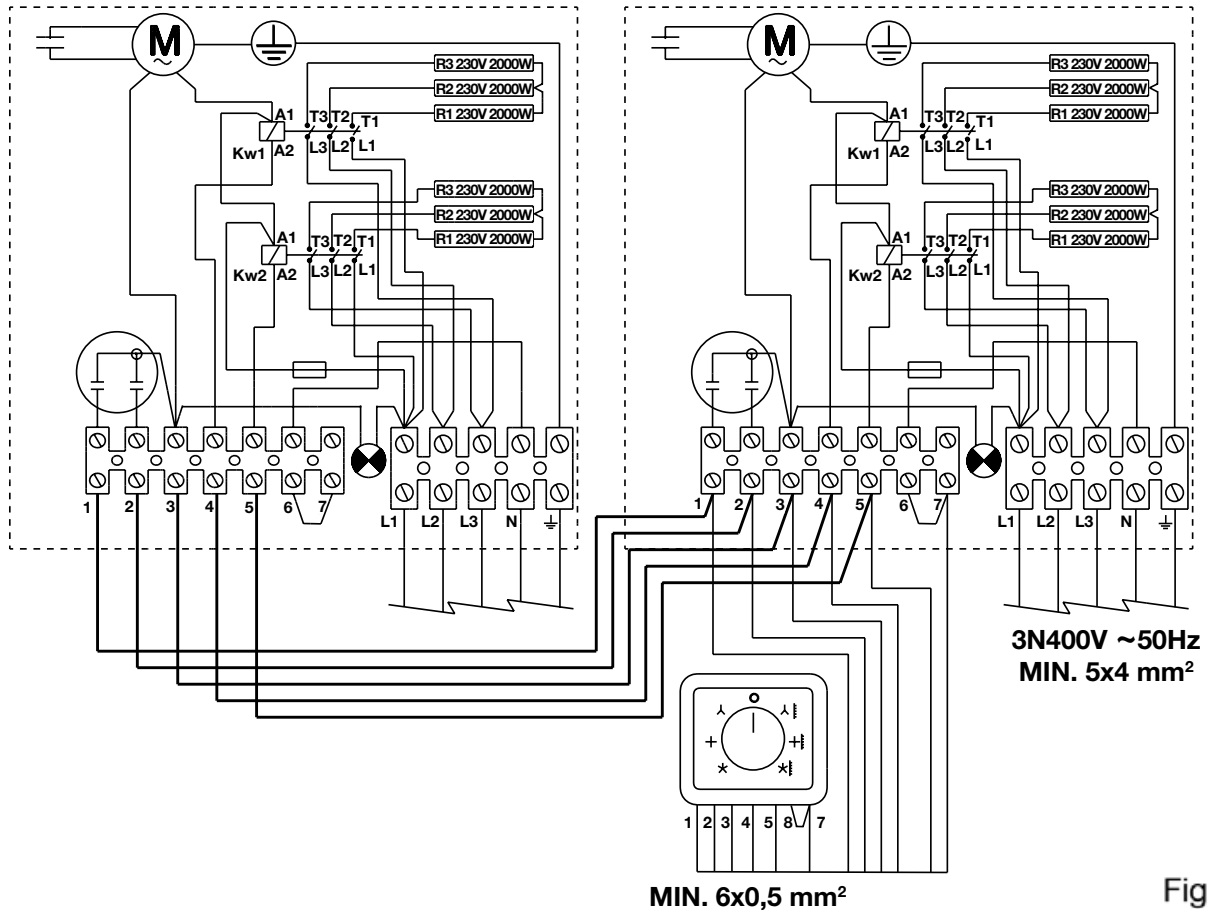 M
~
R3 230V 2000W
R2 230V 2000W
R1 230V 2000W
A1 T3 T2 T1
Kw1 A2 L3 L2 L1
R3 230V 2000W
R2 230V 2000W
R1 230V 2000W
A1 T3 T2 T1
Kw2 A2 L3 L2 L1
1 2 3 4 5 6 7 L1 L2 L3 N
M
~
R3 230V 2000W
R2 230V 2000W
R1 230V 2000W
A1 T3 T2 T1
Kw1 A2 L3 L2 L1
R3 230V 2000W
R2 230V 2000W
R1 230V 2000W
A1 T3 T2 T1
Kw2 A2 L3 L2 L1
1 2 3 4 5 6 7 L1 L2 L3 N
3N400V ~50Hz
MIN. 5x4 mm²
1 2 3 4 5 8 7
MIN. 6x0,5 mm²
Fig